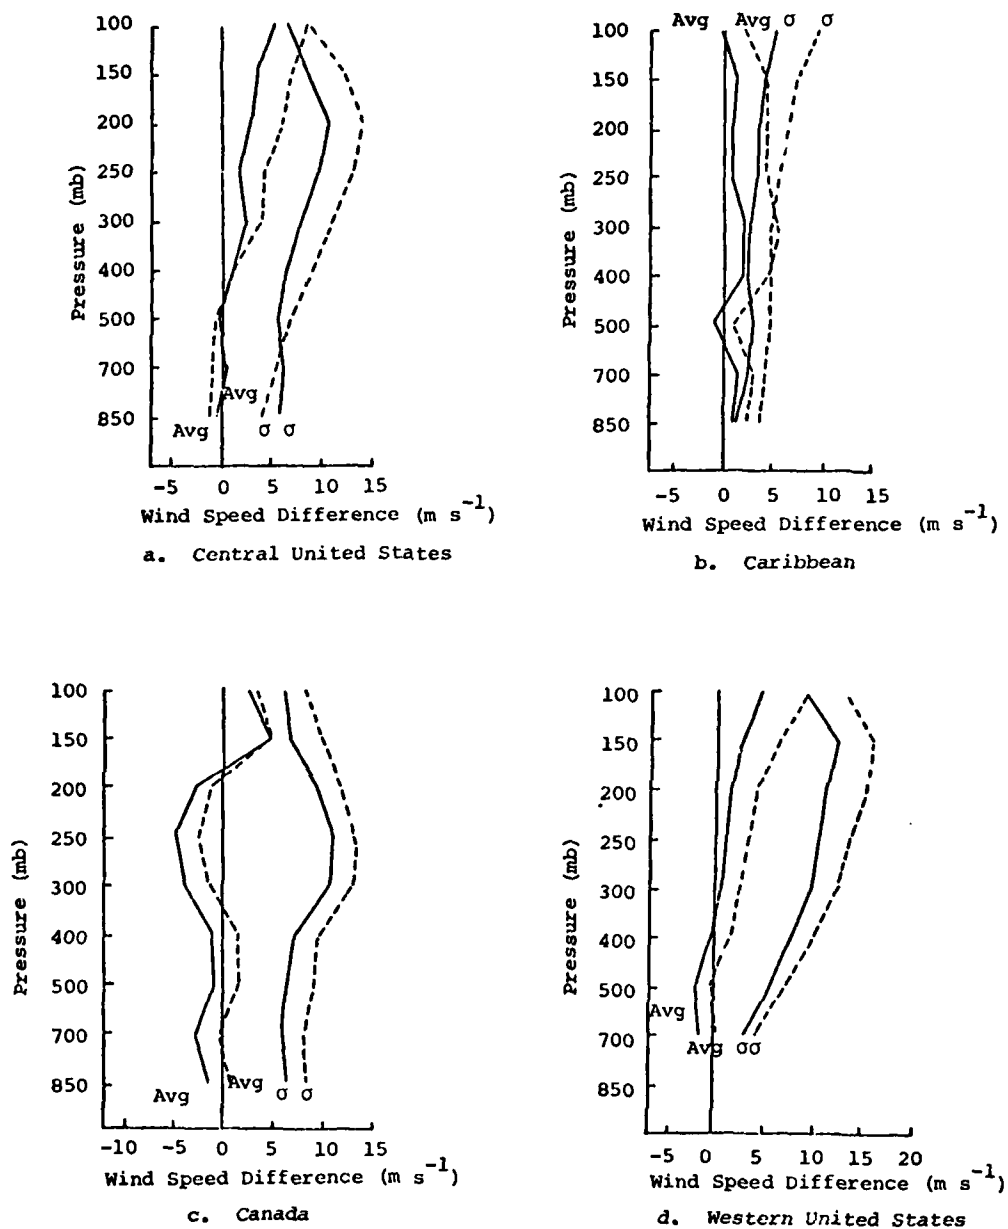 Avg Avg σ σ
100
150
100
250
300
400
500
700
850
Pressure (mb)
Avg
Avg
σ σ
-5 0 5 10 15
Wind Speed Difference (m s⁻¹)
a. Central United States
100
150
200
250
300
400
500
700
850
Pressure (mb)
-5 0 5 10 15
Wind Speed Difference (m s⁻¹)
b. Caribbean
100
150
200
250
300
400
500
700
850
Pressure (mb)
Avg
Avg
σ σ
-10 -5 0 5 10 15
Wind Speed Difference (m s⁻¹)
c. Canada
100
150
200
250
300
400
500
700
850
Pressure (mb)
Avg
Avg
σσ
-5 0 5 10 15 20
Wind Speed Difference (m s⁻¹)
d. Western United States